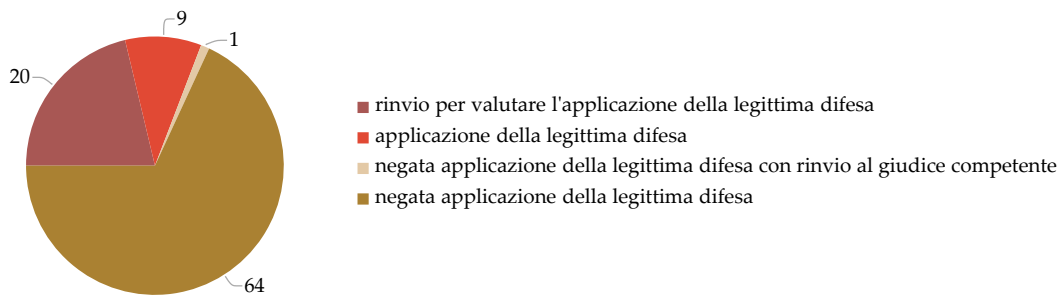 9
1
20
rinvio per valutare l'applicazione della legittima difesa
applicazione della legittima difesa
negata applicazione della legittima difesa con rinvio al giudice competente
negata applicazione della legittima difesa
64